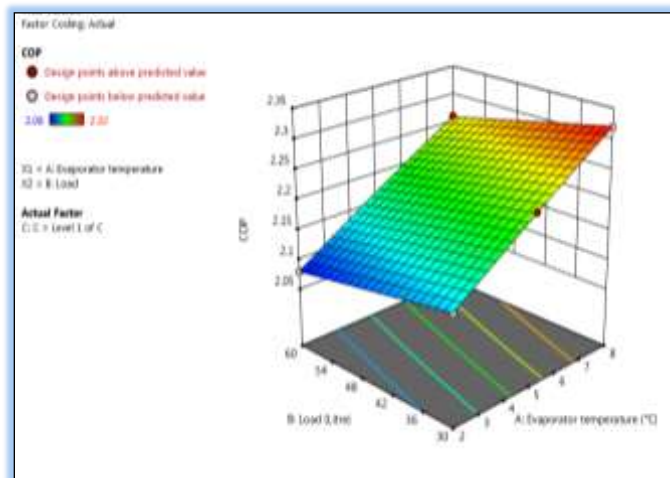 Factor Coding: Actual
COP
Design points above predicted value
Design points below predicted value
2.08 2.32
X1 = A: Evaporator temperature
X2 = B: Load
Actual Factor
C: C = Level 1 of C
2.35
2.3
2.25
2.2
2.15
2.1
2.05
COP
60
54
48
42
36
30
B: Load (Litre)
2
3
4
5
6
7
8
A: Evaporator temperature (°C)